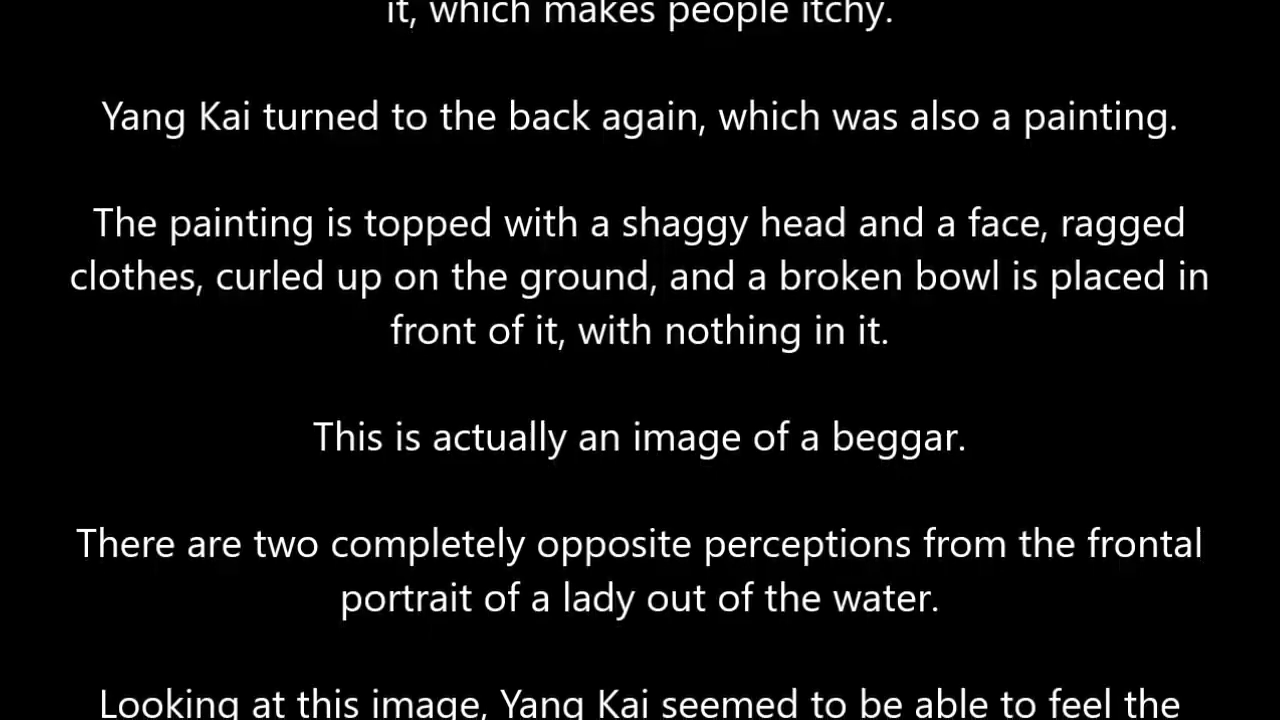 it, which makes people itchy.
Yang Kai turned to the back again, which was also a painting.
The painting is topped with a shaggy head and a face, ragged
clothes, curled up on the ground, and a broken bowl is placed in
front of it, with nothing in it.
This is actually an image of a beggar.
There are two completely opposite perceptions from the frontal
portrait of a lady out of the water.
Looking at this image, Yang Kai seemed to be able to feel the